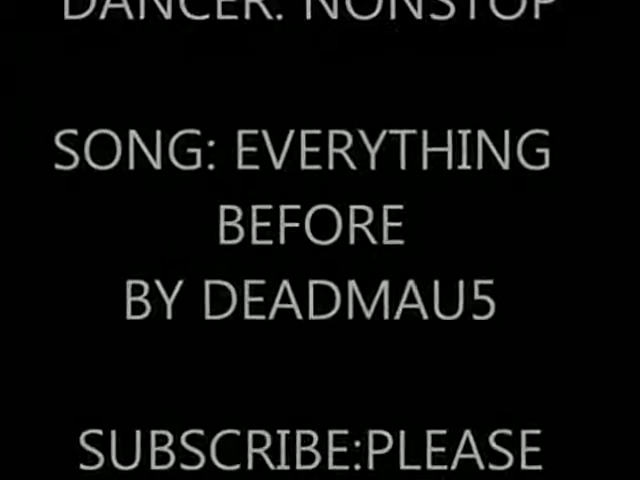 DANCER: NONSTOP
SONG: EVERYTHING
BEFORE
BY DEADMAU5
SUBSCRIBE:PLEASE